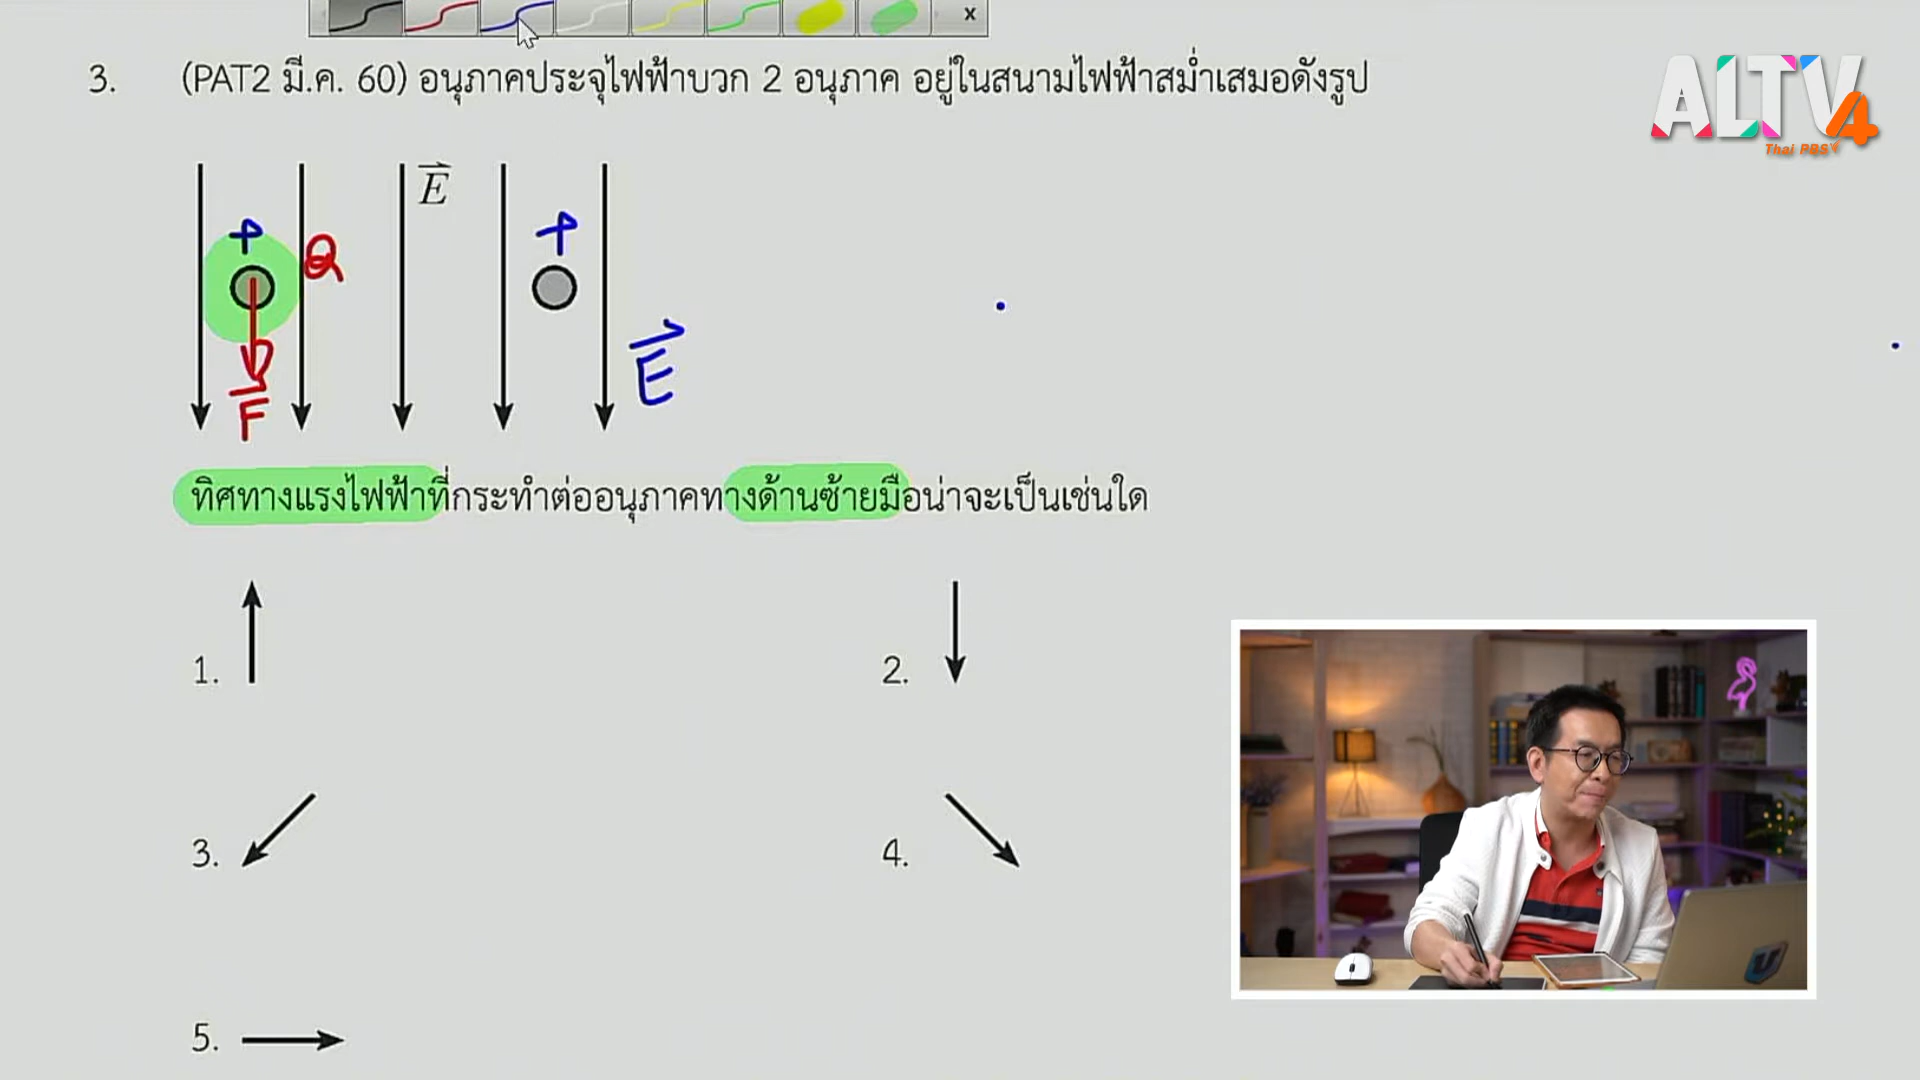 x
3. (PAT2 มี.ค. 60) อนุภาคประจุไฟฟ้าบวก 2 อนุภาค อยู่ในสนามไฟฟ้าสม่ำเสมอดังรูป
ALTV4
Thai PBS
E
+
Q
+
E
F
ทิศทางแรงไฟฟ้าที่กระทำต่ออนุภาคทางด้านซ้ายมือน่าจะเป็นเช่นใด
1.
2.
3.
4.
5.